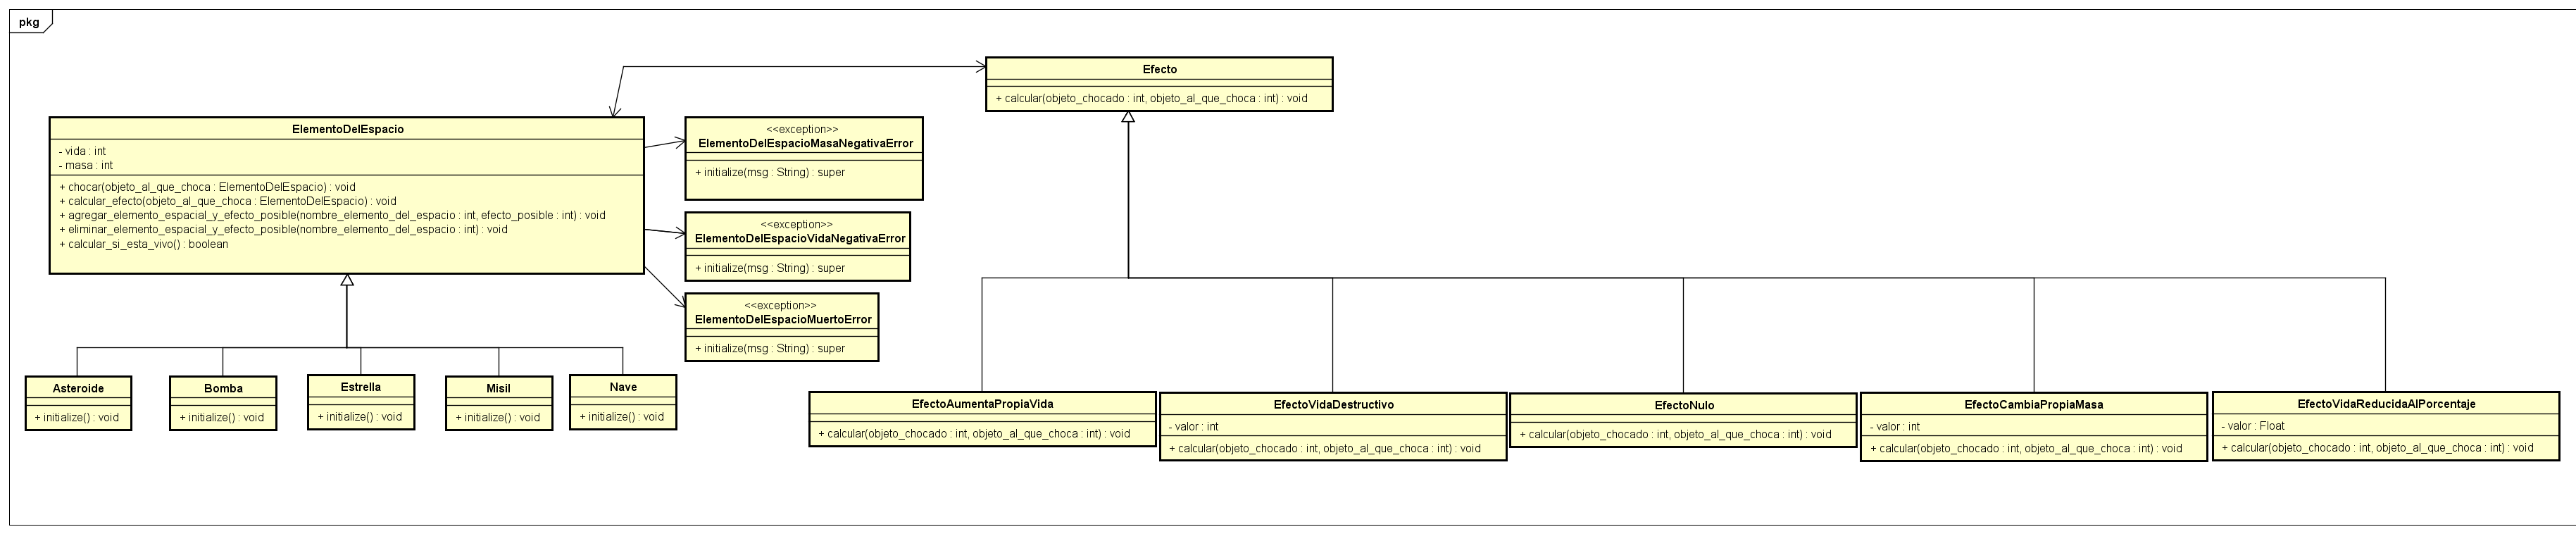 pkg
Efecto
+ calcular(objeto_chocado : int, objeto_al_que_choca : int) : void
ElementoDelEspacio
- vida : int
- masa : int
+ chocar(objeto_al_que_choca : ElementoDelEspacio) : void
+ calcular_efecto(objeto_al_que_choca : ElementoDelEspacio) : void
+ agregar_elemento_espacial_y_efecto_posible(nombre_elemento_del_espacio : int, efecto_posible : int) : void
+ eliminar_elemento_espacial_y_efecto_posible(nombre_elemento_del_espacio : int) : void
+ calcular_si_esta_vivo() : boolean
<<exception>>
ElementoDelEspacioMasaNegativaError
+ initialize(msg : String) : super
<<exception>>
ElementoDelEspacioVidaNegativaError
+ initialize(msg : String) : super
<<exception>>
ElementoDelEspacioMuertoError
+ initialize(msg : String) : super
Asteroide
+ initialize() : void
Bomba
+ initialize() : void
Estrella
+ initialize() : void
Misil
+ initialize() : void
Nave
+ initialize() : void
EfectoAumentaPropiaVida
+ calcular(objeto_chocado : int, objeto_al_que_choca : int) : void
EfectoVidaDestructivo
- valor : int
+ calcular(objeto_chocado : int, objeto_al_que_choca : int) : void
EfectoNulo
+ calcular(objeto_chocado : int, objeto_al_que_choca : int) : void
EfectoCambiaPropiaMasa
- valor : int
+ calcular(objeto_chocado : int, objeto_al_que_choca : int) : void
EfectoVidaReducidaAlPorcentaje
- valor : Float
+ calcular(objeto_chocado : int, objeto_al_que_choca : int) : void